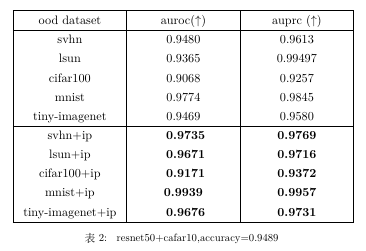 ood dataset auroc(↑) auprc (↑)
svhn 0.9480 0.9613
lsun 0.9365 0.99497
cifar100 0.9068 0.9257
mnist 0.9774 0.9845
tiny-imagenet 0.9469 0.9580
svhn+ip 0.9735 0.9769
lsun+ip 0.9671 0.9716
cifar100+ip 0.9171 0.9372
mnist+ip 0.9939 0.9957
tiny-imagenet+ip 0.9676 0.9731
表 2: resnet50+cafar10,accuracy=0.9489